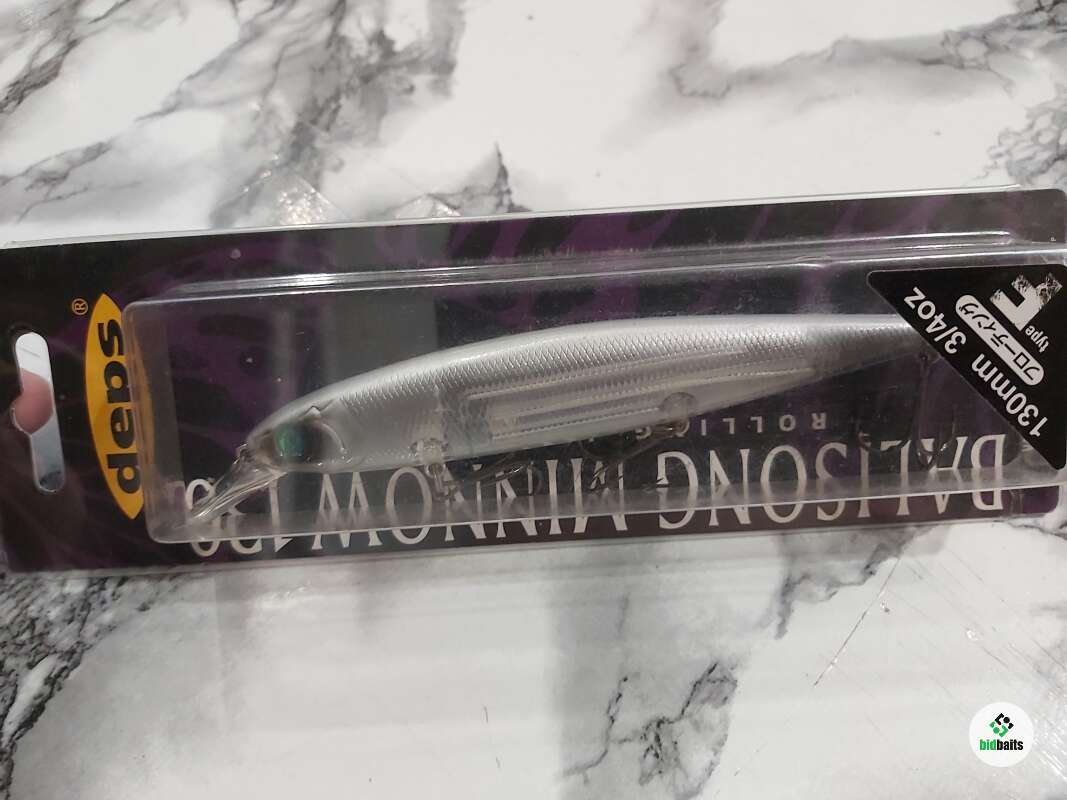 deps
®
BALISONG MINNOW 130
ROLLING
130mm 3/4oz
フローティング
type F
bidbaits